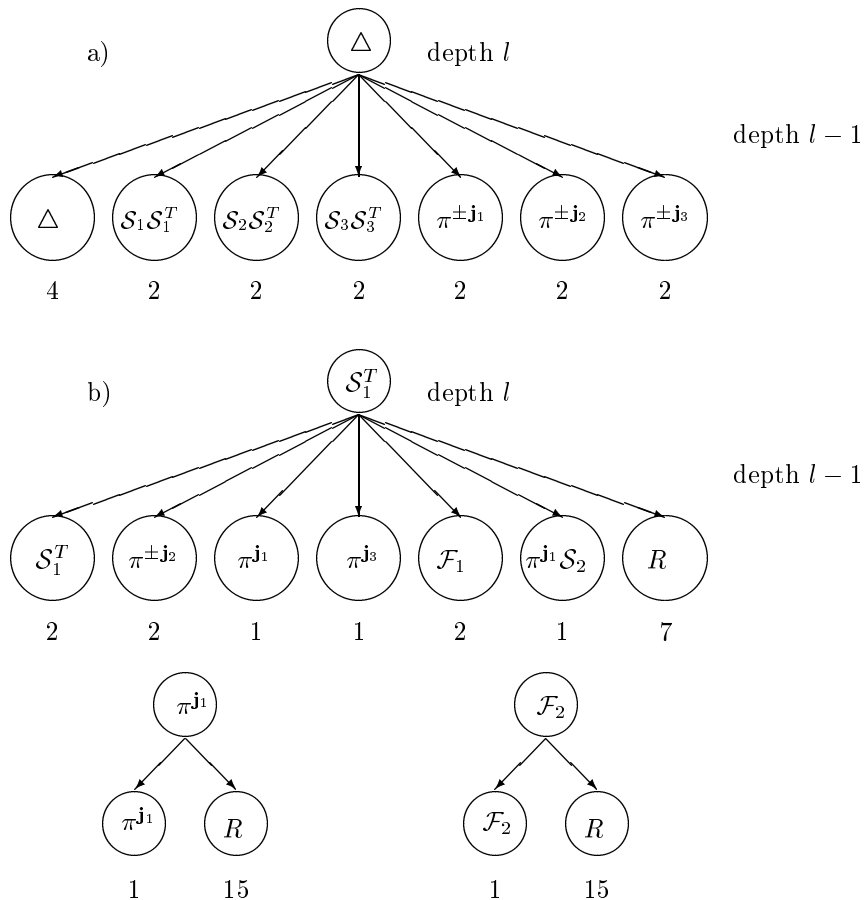 a) △ depth l
depth l − 1
△ 𝒮₁𝒮₁ᵀ 𝒮₂𝒮₂ᵀ 𝒮₃𝒮₃ᵀ π^{±𝐣₁} π^{±𝐣₂} π^{±𝐣₃}
4 2 2 2 2 2 2
b) 𝒮₁ᵀ depth l
depth l − 1
𝒮₁ᵀ π^{±𝐣₂} π^{𝐣₁} π^{𝐣₃} ℱ₁ π^{𝐣₁}𝒮₂ R
2 2 1 1 2 1 7
π^{𝐣₁} ℱ₂
π^{𝐣₁} R ℱ₂ R
1 15 1 15